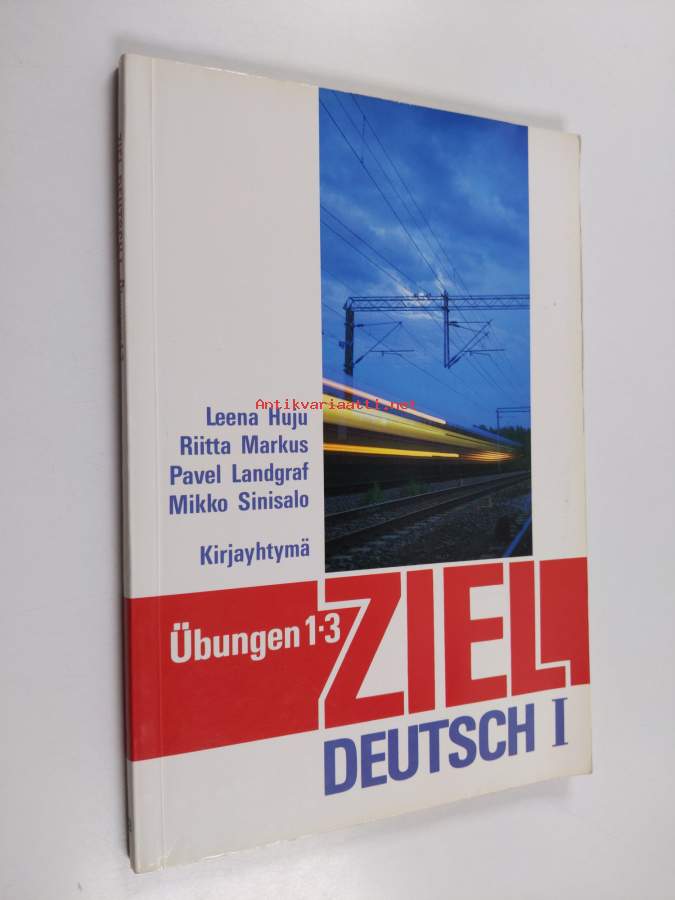 Leena Huju
Antikvariaatti.net
Riitta Markus
Pavel Landgraf
Mikko Sinisalo
Kirjayhtymä
Übungen 1·3
ZIEL
DEUTSCH I